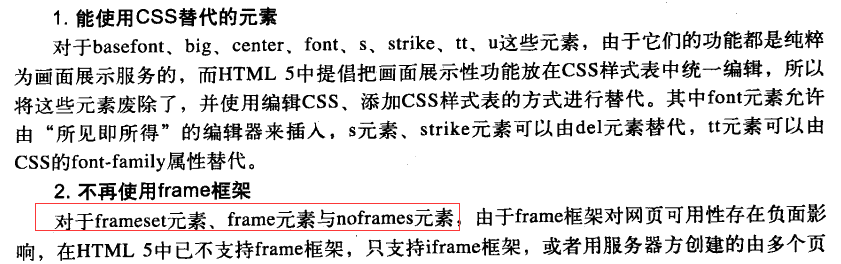 1. 能使用CSS替代的元素
对于basefont、big、center、font、s、strike、tt、u这些元素，由于它们的功能都是纯粹
为画面展示服务的，而HTML 5中提倡把画面展示性功能放在CSS样式表中统一编辑，所以
将这些元素废除了，并使用编辑CSS、添加CSS样式表的方式进行替代。其中font元素允许
由“所见即所得”的编辑器来插入，s元素、strike元素可以由del元素替代，tt元素可以由
CSS的font-family属性替代。
2. 不再使用frame框架
对于frameset元素、frame元素与noframes元素，由于frame框架对网页可用性存在负面影
响，在HTML 5中已不支持frame框架，只支持iframe框架，或者用服务器方创建的由多个页